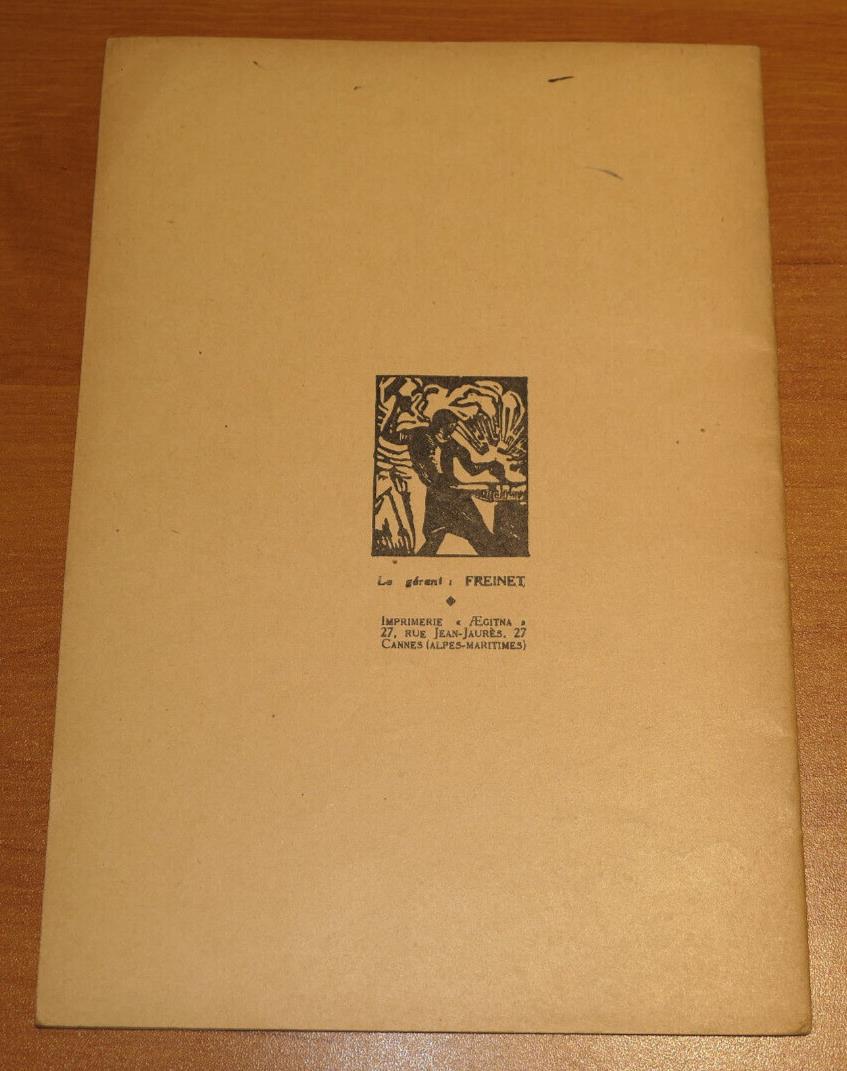 Le gérant : FREINET.
IMPRIMERIE « ÆGITNA »
27, RUE JEAN-JAURÈS, 27
CANNES (ALPES-MARITIMES)